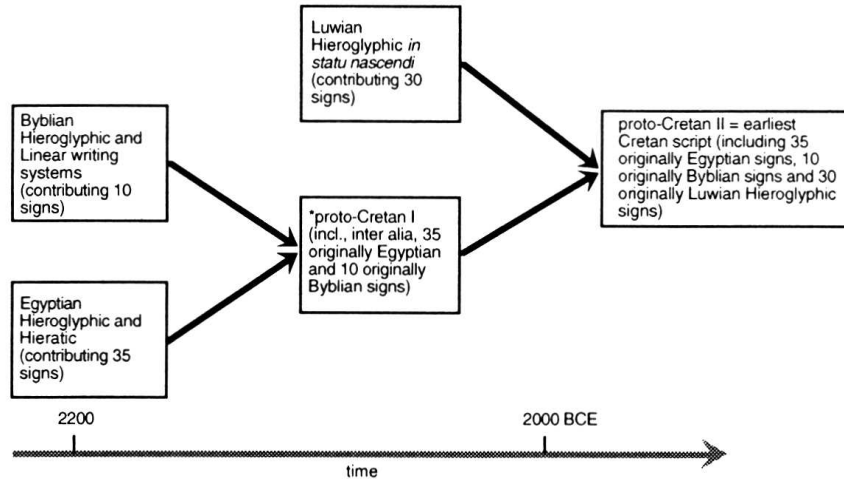 Luwian
Hieroglyphic in
statu nascendi
(contributing 30
signs)
Byblian
Hieroglyphic and
Linear writing
systems
(contributing 10
signs)
proto-Cretan II = earliest
Cretan script (including 35
originally Egyptian signs, 10
originally Byblian signs and 30
originally Luwian Hieroglyphic
signs)
*proto-Cretan I
(incl., inter alia, 35
originally Egyptian
and 10 originally
Byblian signs)
Egyptian
Hieroglyphic and
Hieratic
(contributing 35
signs)
2200
2000 BCE
time